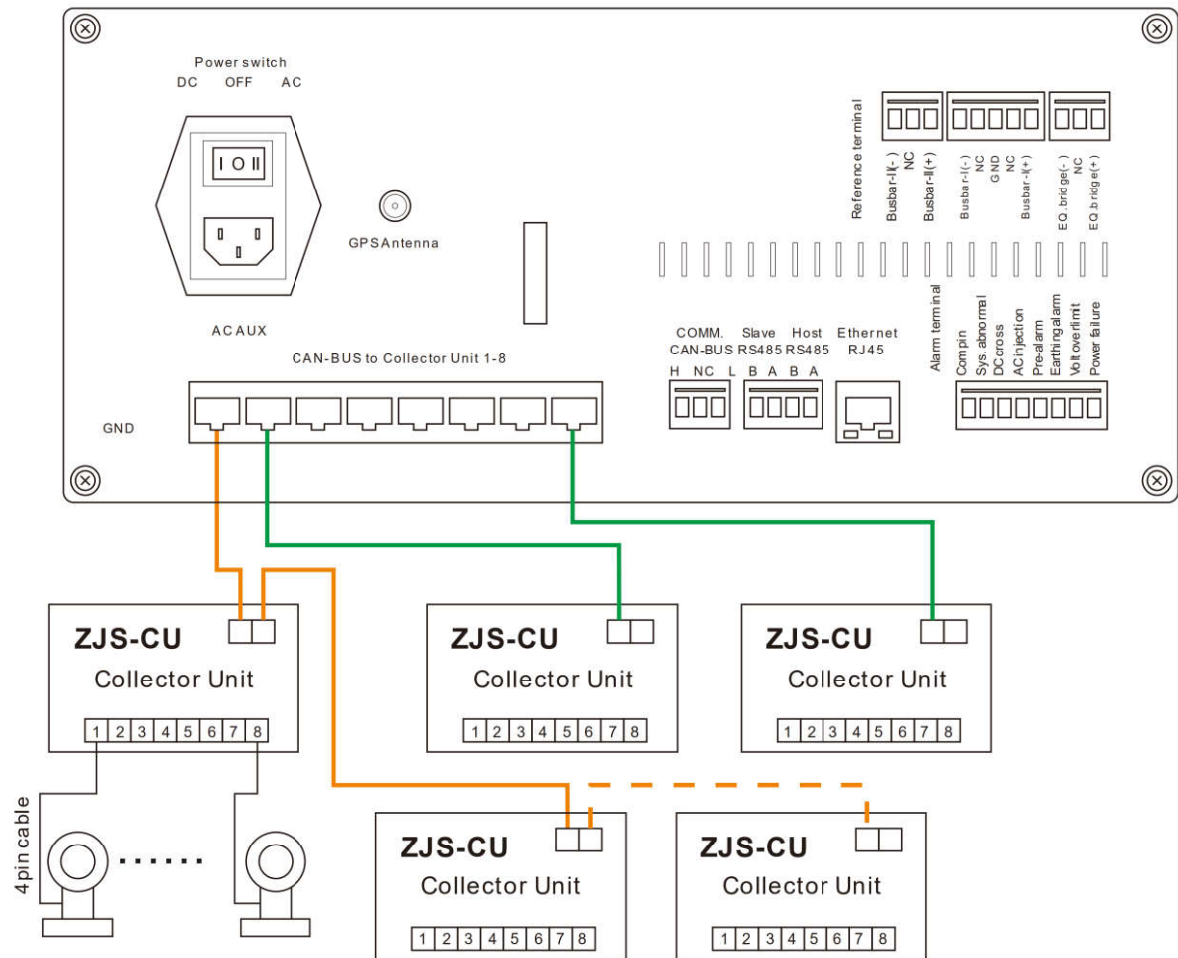 Power switch
DC OFF AC
I O II
GPS Antenna
AC AUX
CAN-BUS to Collector Unit 1-8
GND
Reference terminal
Busbar-II(-)
NC
Busbar-II(+)
Busbar-I(-)
NC
GND
NC
Busbar-I(+)
EQ.bridge(-)
NC
EQ.bridge(+)
COMM.
CAN-BUS
H NC L
Slave
RS485
B A
Host
RS485
B A
Ethernet
RJ45
Alarm terminal
Com pin
Sys. abnormal
DC cross
AC injection
Pre-alarm
Earthing alarm
Volt over limit
Power failure
ZJS-CU
Collector Unit
1 2 3 4 5 6 7 8
ZJS-CU
Collector Unit
1 2 3 4 5 6 7 8
ZJS-CU
Collector Unit
1 2 3 4 5 6 7 8
4pin cable
ZJS-CU
Collector Unit
1 2 3 4 5 6 7 8
ZJS-CU
Collector Unit
1 2 3 4 5 6 7 8